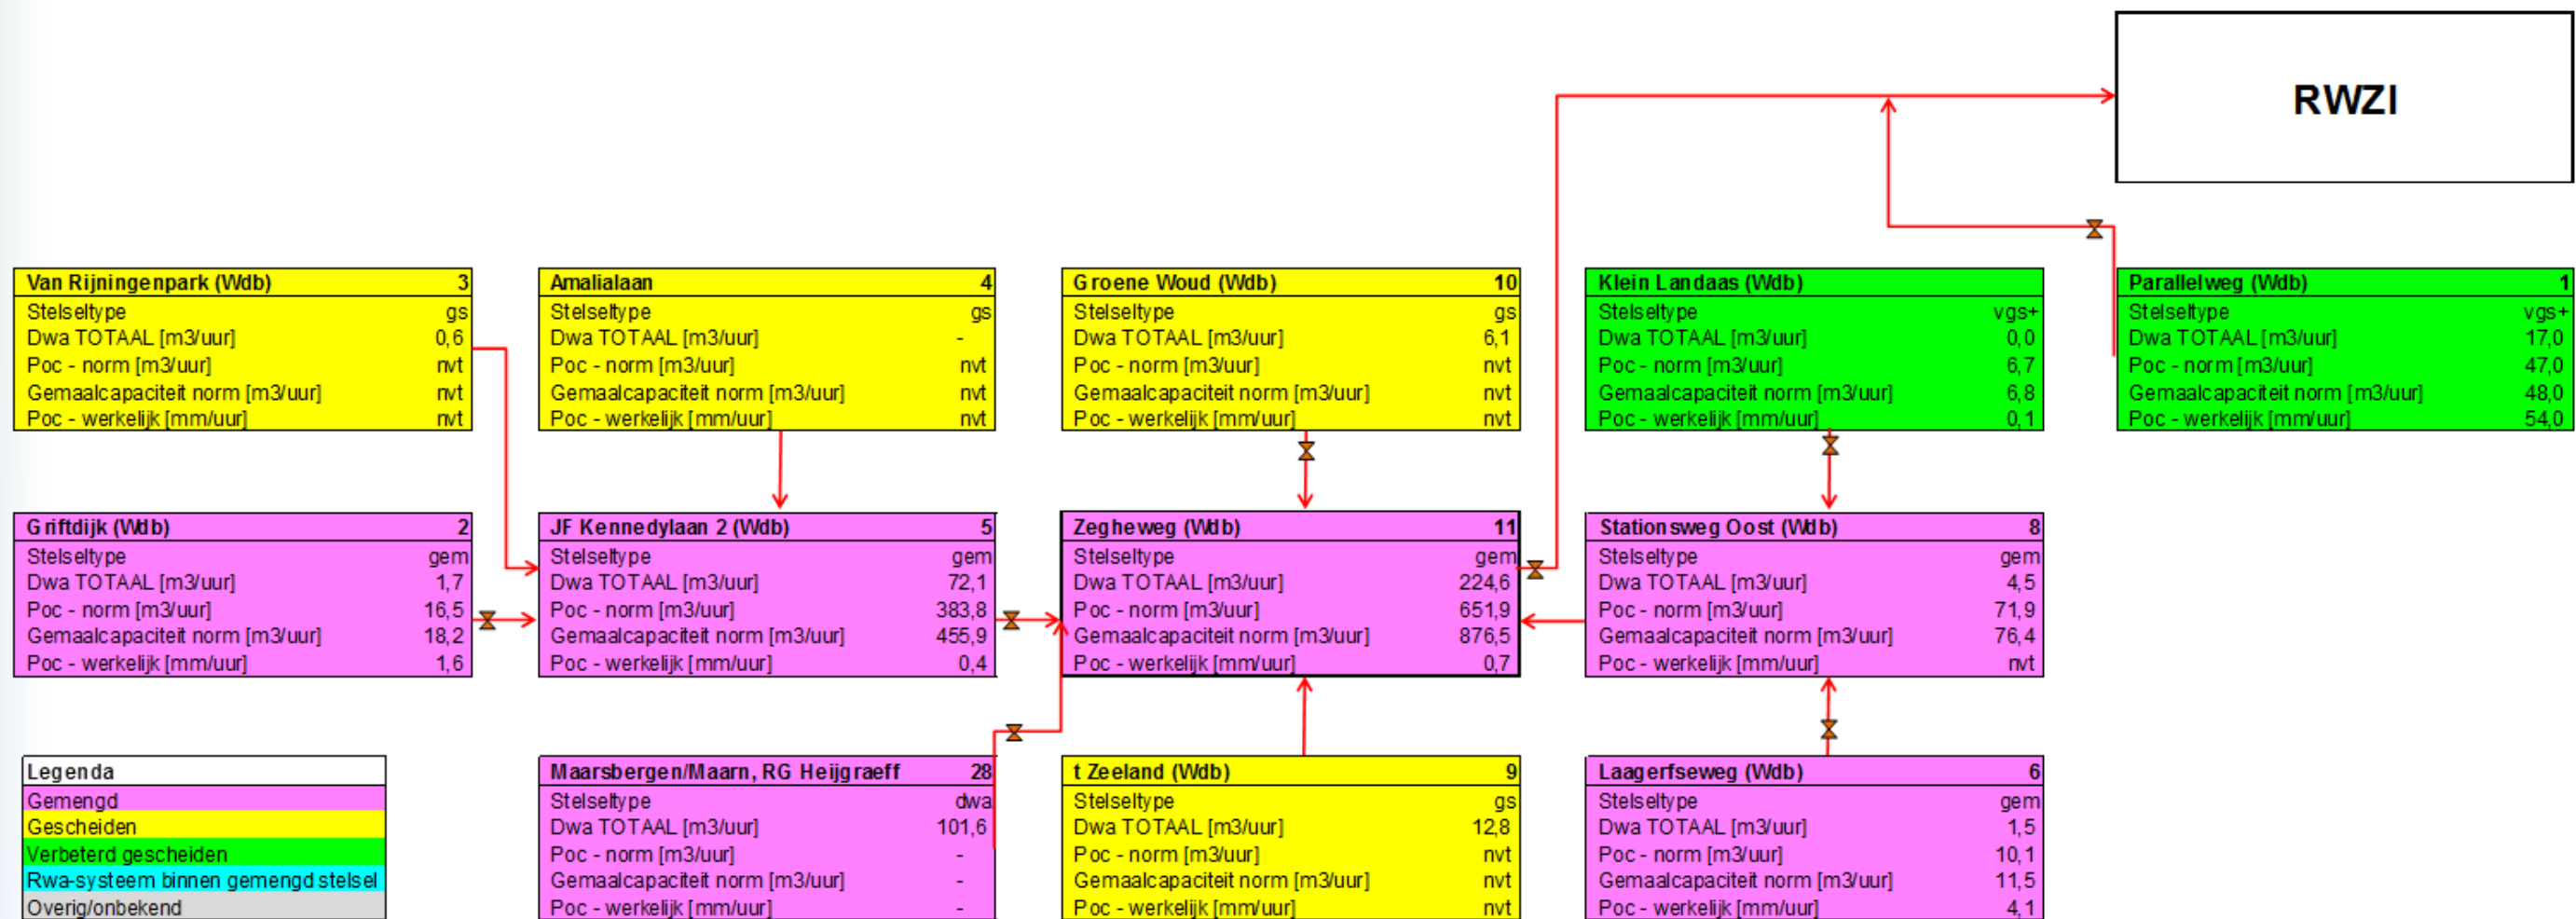 RWZI
Van Rijningenpark (Wdb) 3
Stelseltype gs
Dwa TOTAAL [m3/uur] 0,6
Poc - norm [m3/uur] nvt
Gemaalcapaciteit norm [m3/uur] nvt
Poc - werkelijk [mm/uur] nvt
Amalialaan 4
Stelseltype gs
Dwa TOTAAL [m3/uur] -
Poc - norm [m3/uur] nvt
Gemaalcapaciteit norm [m3/uur] nvt
Poc - werkelijk [mm/uur] nvt
Groene Woud (Wdb) 10
Stelseltype gs
Dwa TOTAAL [m3/uur] 6,1
Poc - norm [m3/uur] nvt
Gemaalcapaciteit norm [m3/uur] nvt
Poc - werkelijk [mm/uur] nvt
Klein Landaas (Wdb)
Stelseltype vgs+
Dwa TOTAAL [m3/uur] 0,0
Poc - norm [m3/uur] 6,7
Gemaalcapaciteit norm [m3/uur] 6,8
Poc - werkelijk [mm/uur] 0,1
Parallelweg (Wdb) 1
Stelseltype vgs+
Dwa TOTAAL [m3/uur] 17,0
Poc - norm [m3/uur] 47,0
Gemaalcapaciteit norm [m3/uur] 48,0
Poc - werkelijk [mm/uur] 54,0
Griftdijk (Wdb) 2
Stelseltype gem
Dwa TOTAAL [m3/uur] 1,7
Poc - norm [m3/uur] 16,5
Gemaalcapaciteit norm [m3/uur] 18,2
Poc - werkelijk [mm/uur] 1,6
JF Kennedylaan 2 (Wdb) 5
Stelseltype gem
Dwa TOTAAL [m3/uur] 72,1
Poc - norm [m3/uur] 383,8
Gemaalcapaciteit norm [m3/uur] 455,9
Poc - werkelijk [mm/uur] 0,4
Zegheweg (Wdb) 11
Stelseltype gem
Dwa TOTAAL [m3/uur] 224,6
Poc - norm [m3/uur] 651,9
Gemaalcapaciteit norm [m3/uur] 876,5
Poc - werkelijk [mm/uur] 0,7
Stationsweg Oost (Wdb) 8
Stelseltype gem
Dwa TOTAAL [m3/uur] 4,5
Poc - norm [m3/uur] 71,9
Gemaalcapaciteit norm [m3/uur] 76,4
Poc - werkelijk [mm/uur] nvt
Legenda
Gemengd
Gescheiden
Verbeterd gescheiden
Rwa-systeem binnen gemengd stelsel
Overig/onbekend
Maarsbergen/Maarn, RG Heijgraeff 28
Stelseltype dwa
Dwa TOTAAL [m3/uur] 101,6
Poc - norm [m3/uur] -
Gemaalcapaciteit norm [m3/uur] -
Poc - werkelijk [mm/uur] -
t Zeeland (Wdb) 9
Stelseltype gs
Dwa TOTAAL [m3/uur] 12,8
Poc - norm [m3/uur] nvt
Gemaalcapaciteit norm [m3/uur] nvt
Poc - werkelijk [mm/uur] nvt
Laagerfseweg (Wdb) 6
Stelseltype gem
Dwa TOTAAL [m3/uur] 1,5
Poc - norm [m3/uur] 10,1
Gemaalcapaciteit norm [m3/uur] 11,5
Poc - werkelijk [mm/uur] 4,1